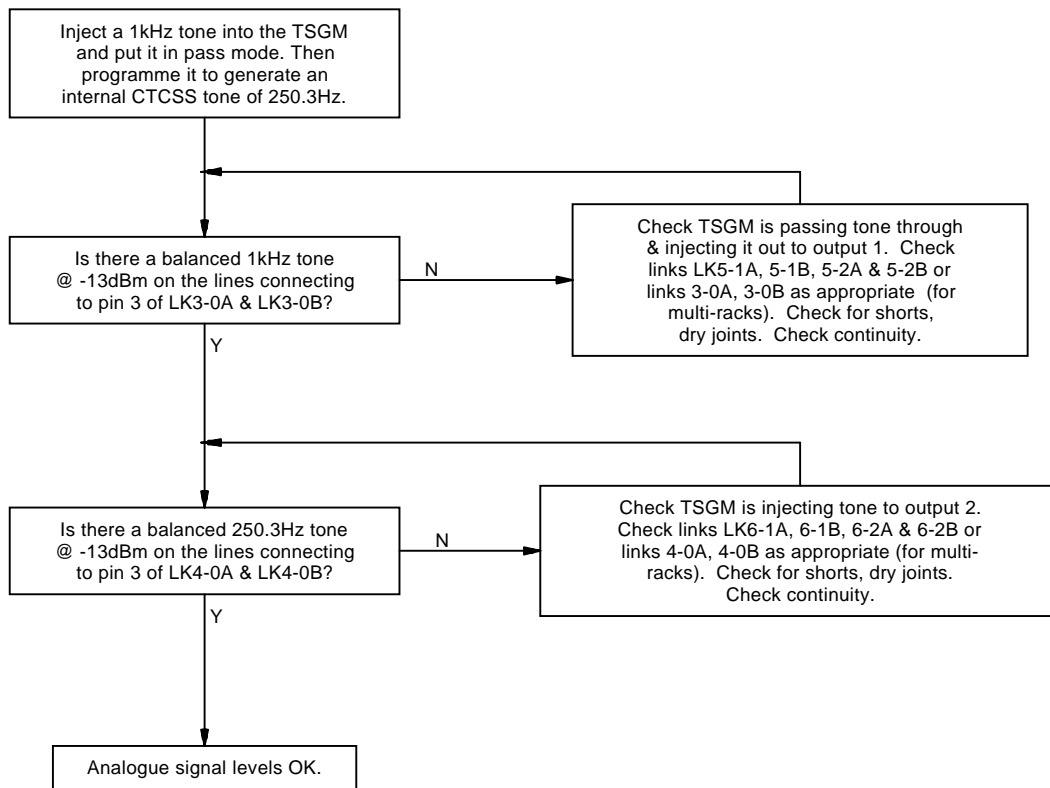 Inject a 1kHz tone into the TSGM
and put it in pass mode. Then
programme it to generate an
internal CTCSS tone of 250.3Hz.
Is there a balanced 1kHz tone
@ -13dBm on the lines connecting
to pin 3 of LK3-0A & LK3-0B?
N
Check TSGM is passing tone through
& injecting it out to output 1. Check
links LK5-1A, 5-1B, 5-2A & 5-2B or
links 3-0A, 3-0B as appropriate (for
multi-racks). Check for shorts,
dry joints. Check continuity.
Y
Is there a balanced 250.3Hz tone
@ -13dBm on the lines connecting
to pin 3 of LK4-0A & LK4-0B?
N
Check TSGM is injecting tone to output 2.
Check links LK6-1A, 6-1B, 6-2A & 6-2B or
links 4-0A, 4-0B as appropriate (for multi-
racks). Check for shorts, dry joints.
Check continuity.
Y
Analogue signal levels OK.